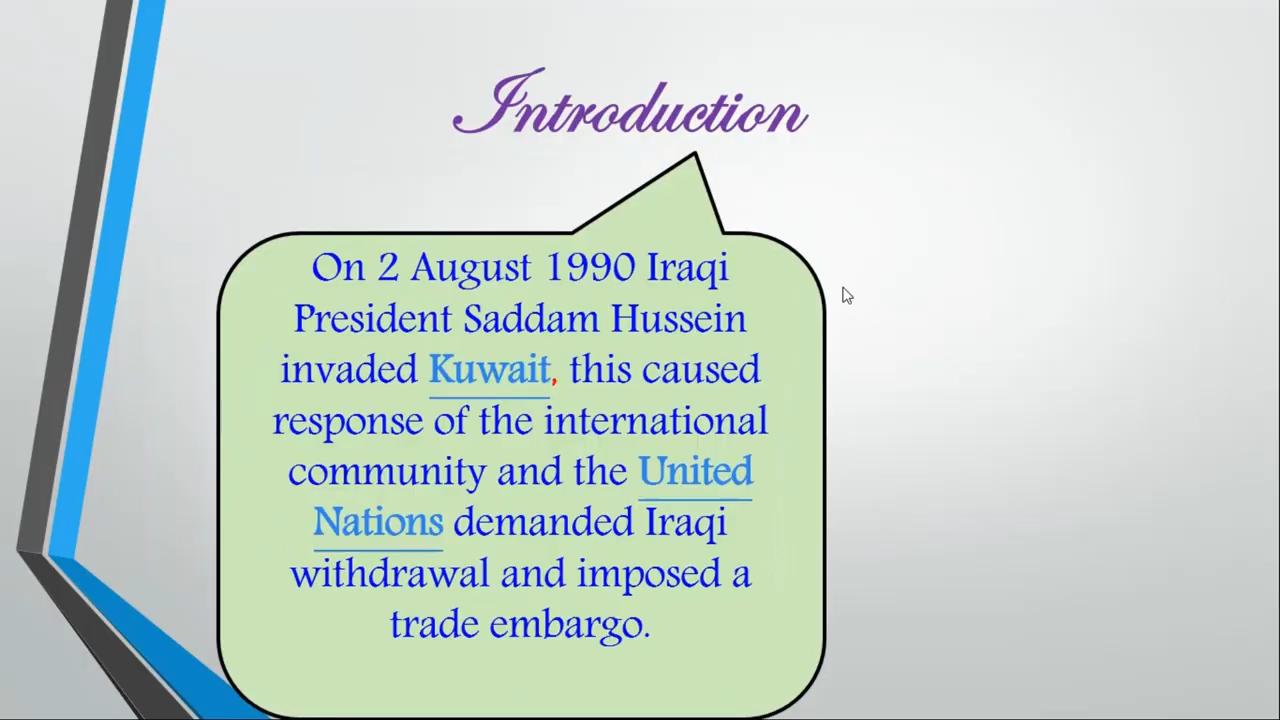 Introduction
On 2 August 1990 Iraqi
President Saddam Hussein
invaded Kuwait, this caused
response of the international
community and the United
Nations demanded Iraqi
withdrawal and imposed a
trade embargo.